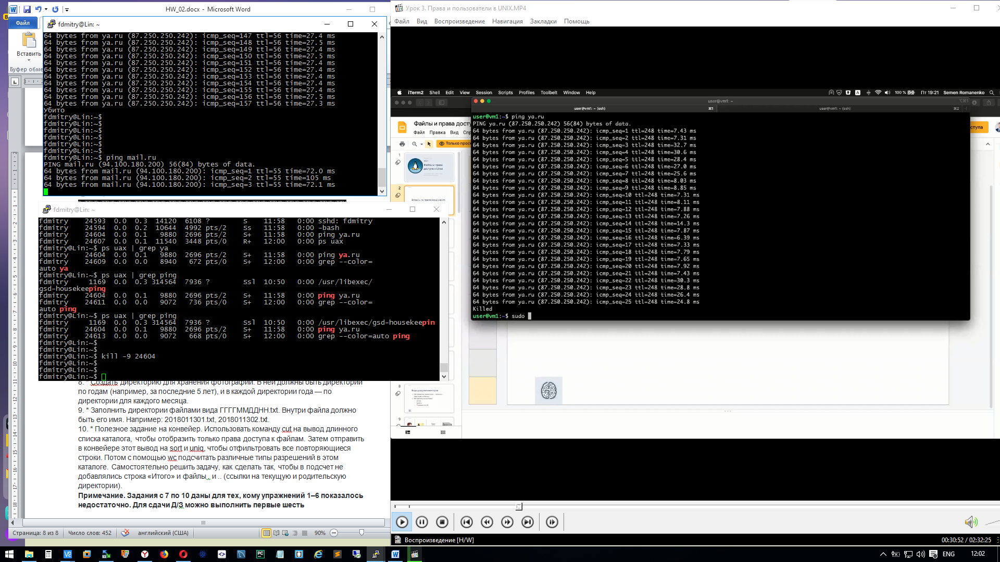 HW_02.docx - Microsoft Word
Файл
Вставить
Буфер обме
fdmitry@Lin: ~
64 bytes from ya.ru (87.250.250.242): icmp_seq=147 ttl=56 time=27.4 ms
64 bytes from ya.ru (87.250.250.242): icmp_seq=148 ttl=56 time=27.5 ms
64 bytes from ya.ru (87.250.250.242): icmp_seq=149 ttl=56 time=27.4 ms
64 bytes from ya.ru (87.250.250.242): icmp_seq=150 ttl=56 time=27.5 ms
64 bytes from ya.ru (87.250.250.242): icmp_seq=151 ttl=56 time=27.4 ms
64 bytes from ya.ru (87.250.250.242): icmp_seq=152 ttl=56 time=27.4 ms
64 bytes from ya.ru (87.250.250.242): icmp_seq=153 ttl=56 time=27.4 ms
64 bytes from ya.ru (87.250.250.242): icmp_seq=154 ttl=56 time=27.4 ms
64 bytes from ya.ru (87.250.250.242): icmp_seq=155 ttl=56 time=27.4 ms
64 bytes from ya.ru (87.250.250.242): icmp_seq=156 ttl=56 time=27.5 ms
64 bytes from ya.ru (87.250.250.242): icmp_seq=157 ttl=56 time=27.3 ms
Убито
fdmitry@Lin:~$
fdmitry@Lin:~$
fdmitry@Lin:~$
fdmitry@Lin:~$
fdmitry@Lin:~$
fdmitry@Lin:~$
fdmitry@Lin:~$ ping mail.ru
PING mail.ru (94.100.180.200) 56(84) bytes of data.
64 bytes from mail.ru (94.100.180.200): icmp_seq=1 ttl=55 time=72.0 ms
64 bytes from mail.ru (94.100.180.200): icmp_seq=2 ttl=55 time=105 ms
64 bytes from mail.ru (94.100.180.200): icmp_seq=3 ttl=55 time=72.1 ms
fdmitry@Lin: ~
fdmitry 24593 0.0 0.3 14120 6108 ? S 11:58 0:00 sshd: fdmitry
fdmitry 24594 0.0 0.2 10644 4992 pts/2 Ss 11:58 0:00 -bash
fdmitry 24604 0.0 0.1 9880 2696 pts/2 S+ 11:58 0:00 ping ya.ru
fdmitry 24607 0.0 0.1 11540 3448 pts/0 R+ 12:00 0:00 ps uax
fdmitry@Lin:~$ ps uax | grep ya
fdmitry 24604 0.0 0.1 9880 2696 pts/2 S+ 11:58 0:00 ping ya.ru
fdmitry 24609 0.0 0.0 8940 672 pts/0 S+ 12:00 0:00 grep --color=
auto ya
fdmitry@Lin:~$ ps uax | grep ping
fdmitry 1169 0.0 0.3 314564 7936 ? Ssl 10:50 0:00 /usr/libexec/
gsd-housekeeping
fdmitry 24604 0.0 0.1 9880 2696 pts/2 S+ 11:58 0:00 ping ya.ru
fdmitry 24611 0.0 0.0 9072 736 pts/0 S+ 12:00 0:00 grep --color=
auto ping
fdmitry@Lin:~$ ps uax | grep ping
fdmitry 1169 0.0 0.3 314564 7936 ? Ssl 10:50 0:00 /usr/libexec/gsd-housekeepin
fdmitry 24604 0.0 0.1 9880 2696 pts/2 S+ 11:58 0:00 ping ya.ru
fdmitry 24613 0.0 0.0 9072 668 pts/0 S+ 12:00 0:00 grep --color=auto ping
fdmitry@Lin:~$
fdmitry@Lin:~$
fdmitry@Lin:~$ kill -9 24604
fdmitry@Lin:~$
fdmitry@Lin:~$
fdmitry@Lin:~$
8. * Создать директорию для хранения фотографий. В ней должны быть директории
по годам (например, за последние 5 лет), и в каждой директории года — по
директории для каждого месяца.
9. * Заполнить директории файлами вида ГГГГММДДНН.txt. Внутри файла должно
быть его имя. Например: 2018011301.txt, 2018011302.txt.
10. * Полезное задание на конвейер. Использовать команду cut на вывод длинного
списка каталога, чтобы отобразить только права доступа к файлам. Затем отправить
в конвейере этот вывод на sort и uniq, чтобы отфильтровать все повторяющиеся
строки. Потом с помощью wc подсчитать различные типы разрешений в этом
каталоге. Самостоятельно решить задачу, как сделать так, чтобы в подсчет не
добавлялись строка «Итого» и файлы . и .. (ссылки на текущую и родительскую
директории).
Примечание. Задания с 7 по 10 даны для тех, кому упражнений 1–6 показалось
недостаточно. Для сдачи Д/З можно выполнить первые шесть
Страница: 8 из 8 Число слов: 452 английский (США) 90%
Урок 3. Права и пользователи в UNIX.MP4
Файл Вид Воспроизведение Навигация Закладки Помощь
iTerm2 Shell Edit View Session Scripts Profiles Toolbelt Window Help 100 % Пт 19:21 Semen Romanenko
user@vm1: ~
user@vm1: ~ (ssh) ⌘1 user@vm1: ~ (ssh) ⌘2
Файлы и права дост
Файл Правка Вид
Только прос
ступа
1
Файлы и права
доступа в Linux
2
Вопросы по практической работе
8
9
user@vm1:~$ ping ya.ru
PING ya.ru (87.250.250.242) 56(84) bytes of data.
64 bytes from ya.ru (87.250.250.242): icmp_seq=1 ttl=248 time=7.43 ms
64 bytes from ya.ru (87.250.250.242): icmp_seq=2 ttl=248 time=7.31 ms
64 bytes from ya.ru (87.250.250.242): icmp_seq=3 ttl=248 time=32.7 ms
64 bytes from ya.ru (87.250.250.242): icmp_seq=4 ttl=248 time=30.6 ms
64 bytes from ya.ru (87.250.250.242): icmp_seq=5 ttl=248 time=28.4 ms
64 bytes from ya.ru (87.250.250.242): icmp_seq=6 ttl=248 time=27.0 ms
64 bytes from ya.ru (87.250.250.242): icmp_seq=7 ttl=248 time=25.6 ms
64 bytes from ya.ru (87.250.250.242): icmp_seq=8 ttl=248 time=8.03 ms
64 bytes from ya.ru (87.250.250.242): icmp_seq=9 ttl=248 time=8.85 ms
64 bytes from ya.ru (87.250.250.242): icmp_seq=10 ttl=248 time=7.31 ms
64 bytes from ya.ru (87.250.250.242): icmp_seq=11 ttl=248 time=8.11 ms
64 bytes from ya.ru (87.250.250.242): icmp_seq=12 ttl=248 time=7.88 ms
64 bytes from ya.ru (87.250.250.242): icmp_seq=13 ttl=248 time=7.26 ms
64 bytes from ya.ru (87.250.250.242): icmp_seq=14 ttl=248 time=14.3 ms
64 bytes from ya.ru (87.250.250.242): icmp_seq=15 ttl=248 time=7.87 ms
64 bytes from ya.ru (87.250.250.242): icmp_seq=16 ttl=248 time=6.39 ms
64 bytes from ya.ru (87.250.250.242): icmp_seq=17 ttl=248 time=7.33 ms
64 bytes from ya.ru (87.250.250.242): icmp_seq=18 ttl=248 time=7.79 ms
64 bytes from ya.ru (87.250.250.242): icmp_seq=19 ttl=248 time=7.65 ms
64 bytes from ya.ru (87.250.250.242): icmp_seq=20 ttl=248 time=7.92 ms
64 bytes from ya.ru (87.250.250.242): icmp_seq=21 ttl=248 time=7.43 ms
64 bytes from ya.ru (87.250.250.242): icmp_seq=22 ttl=248 time=30.3 ms
64 bytes from ya.ru (87.250.250.242): icmp_seq=23 ttl=248 time=28.8 ms
64 bytes from ya.ru (87.250.250.242): icmp_seq=24 ttl=248 time=26.4 ms
64 bytes from ya.ru (87.250.250.242): icmp_seq=25 ttl=248 time=24.8 ms
Killed
user@vm1:~$ sudo
Воспроизведение [H/W] 00:30:52 / 02:32:25
ENG 12:02